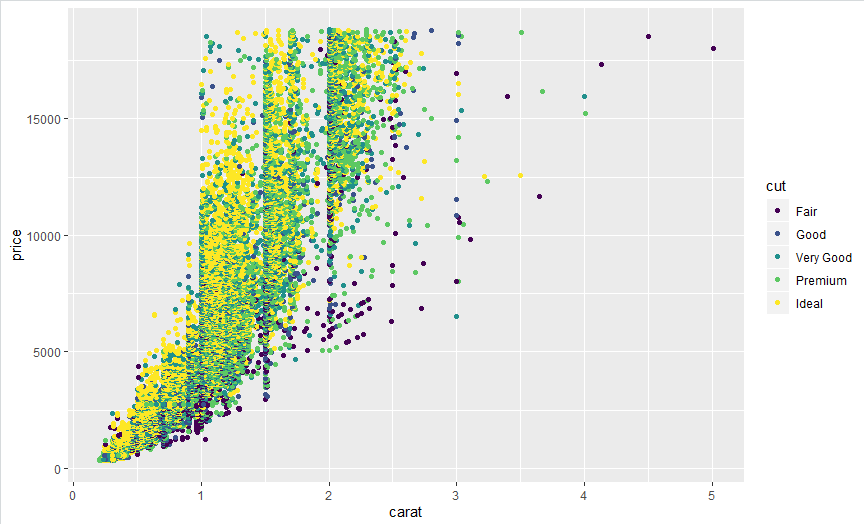 15000
10000
5000
0
price
0 1 2 3 4 5
carat
cut
Fair
Good
Very Good
Premium
Ideal